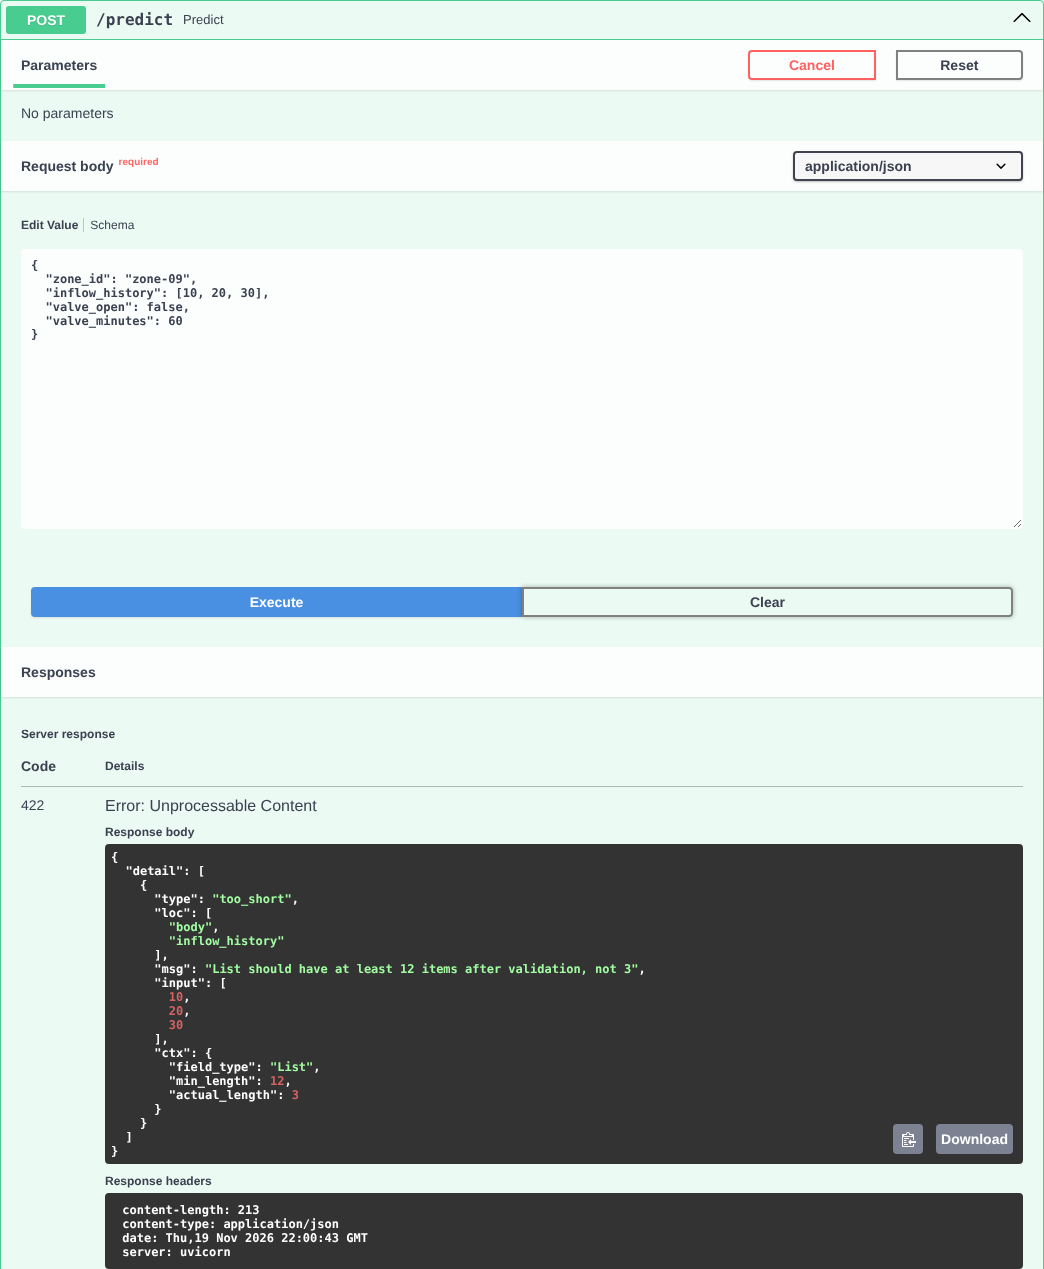 POST /predict Predict
Parameters
Cancel
Reset
No parameters
Request body required
application/json
Edit Value Schema
{
  "zone_id": "zone-09",
  "inflow_history": [10, 20, 30],
  "valve_open": false,
  "valve_minutes": 60
}
Execute
Clear
Responses
Server response
Code Details
422 Error: Unprocessable Content
Response body
{
  "detail": [
    {
      "type": "too_short",
      "loc": [
        "body",
        "inflow_history"
      ],
      "msg": "List should have at least 12 items after validation, not 3",
      "input": [
        10,
        20,
        30
      ],
      "ctx": {
        "field_type": "List",
        "min_length": 12,
        "actual_length": 3
      }
    }
  ]
}
Download
Response headers
content-length: 213
content-type: application/json
date: Thu,19 Nov 2026 22:00:43 GMT
server: uvicorn